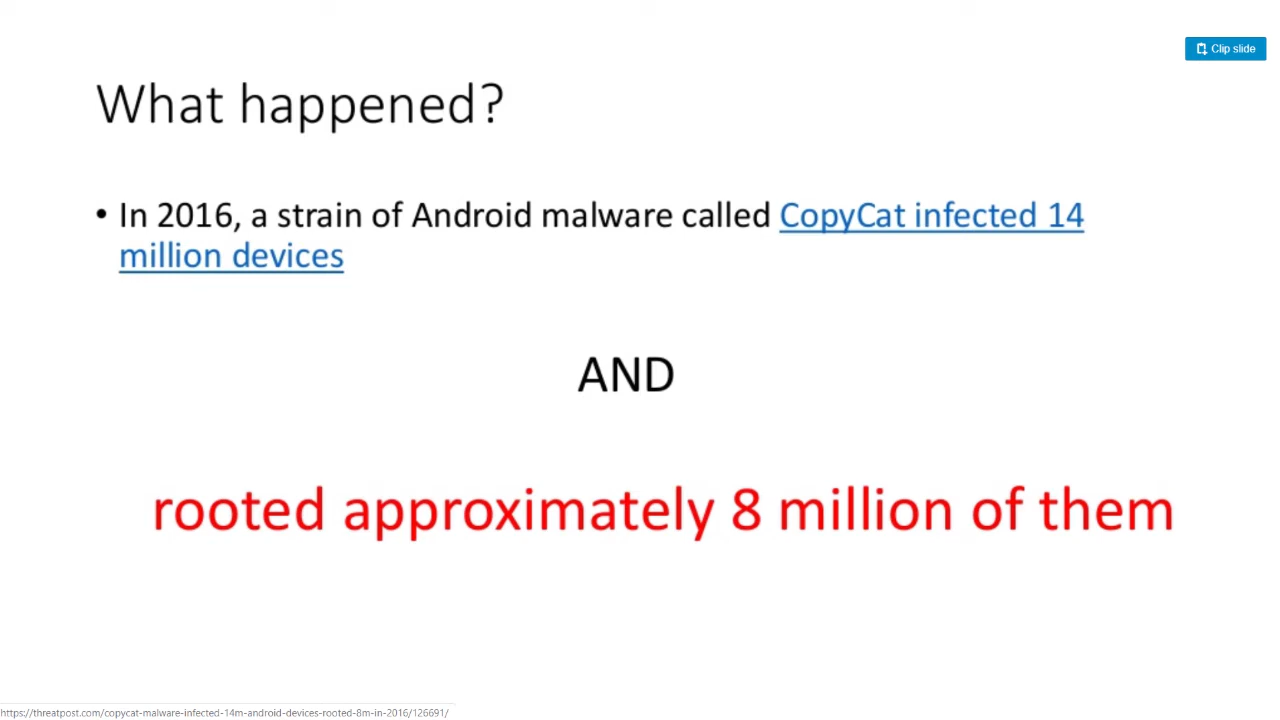 Clip slide
What happened?
• In 2016, a strain of Android malware called CopyCat infected 14
million devices
AND
rooted approximately 8 million of them
https://threatpost.com/copycat-malware-infected-14m-android-devices-rooted-8m-in-2016/126691/